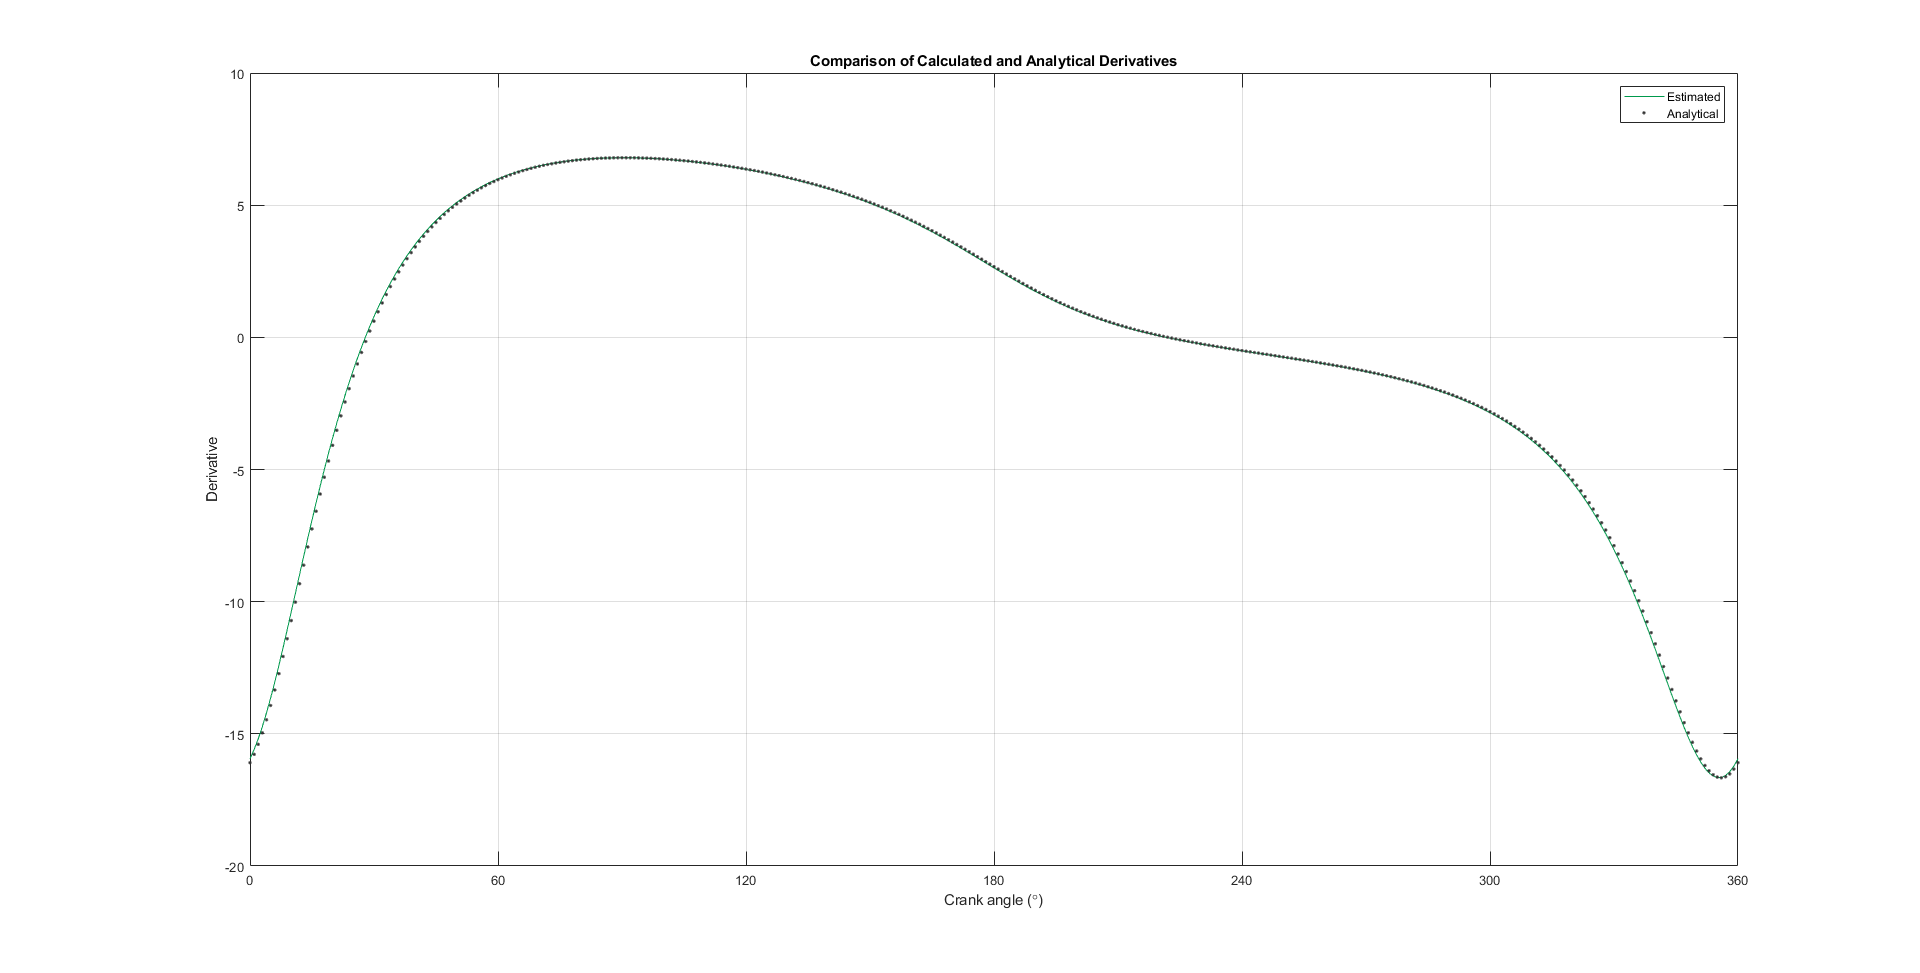 Comparison of Calculated and Analytical Derivatives
10
Estimated
Analytical
5
0
-5
Derivative
-10
-15
-20
0 60 120 180 240 300 360
Crank angle (°)